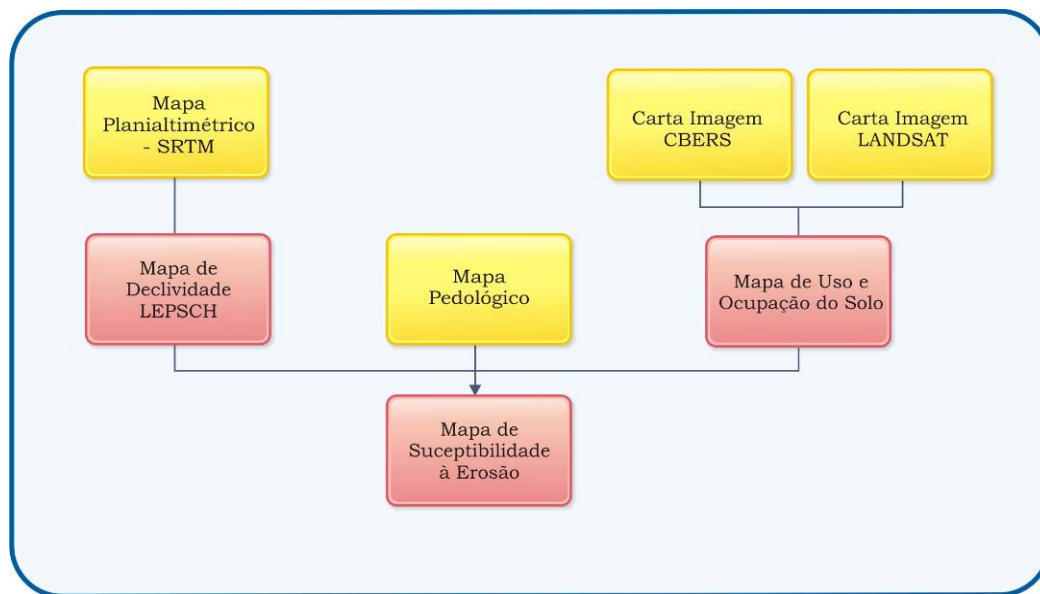 Mapa
Planialtimétrico
- SRTM
Carta Imagem
CBERS
Carta Imagem
LANDSAT
Mapa de
Declividade
LEPSCH
Mapa
Pedológico
Mapa de Uso e
Ocupação do Solo
Mapa de
Suceptibilidade
à Erosão